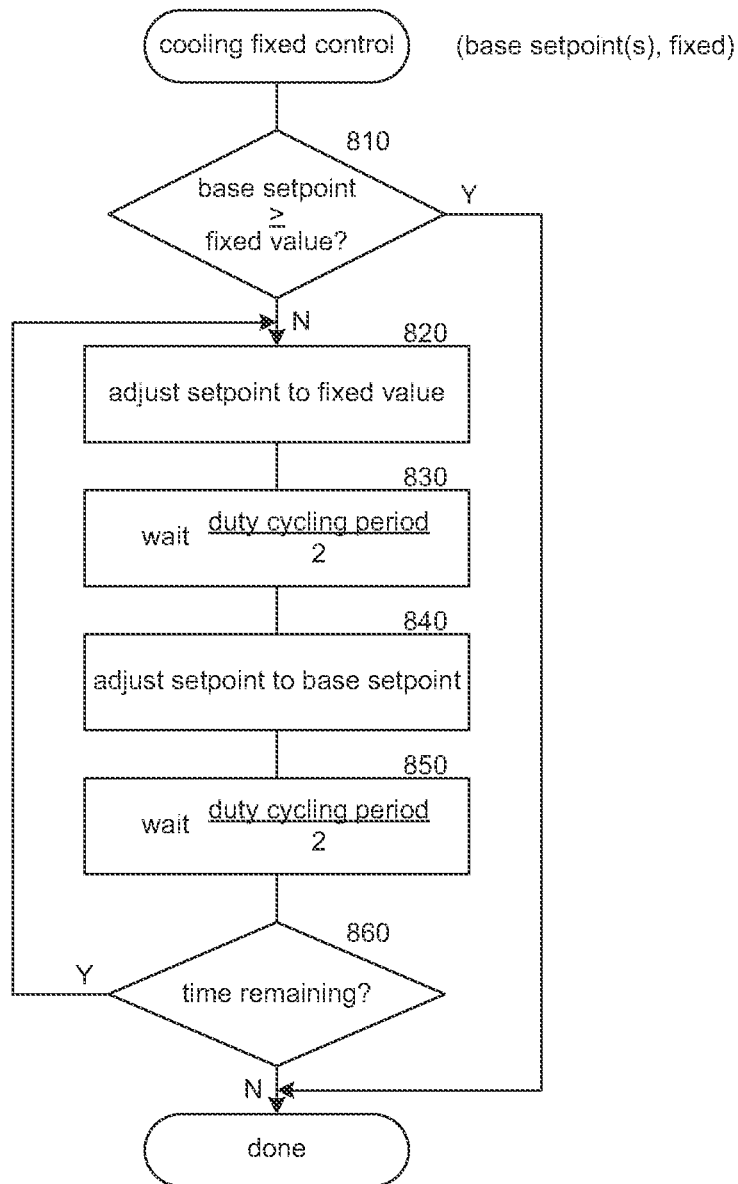 cooling fixed control
(base setpoint(s), fixed)
810
base setpoint
≥
fixed value?
Y
N
820
adjust setpoint to fixed value
830
wait duty cycling period
2
840
adjust setpoint to base setpoint
850
wait duty cycling period
2
860
time remaining?
Y
N
done